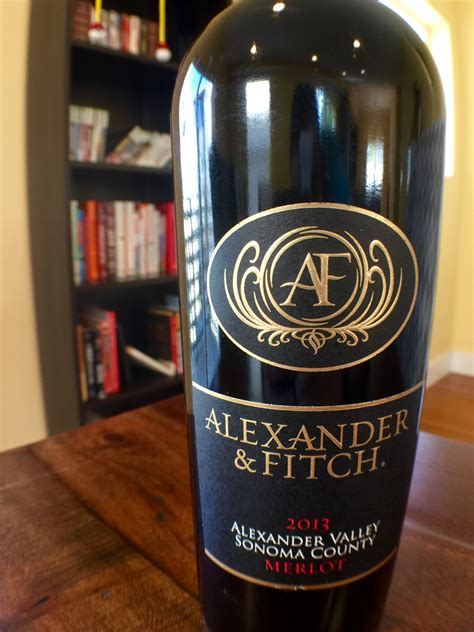 AF
ALEXANDER
& FITCH®
2013
ALEXANDER VALLEY
SONOMA COUNTY
MERLOT